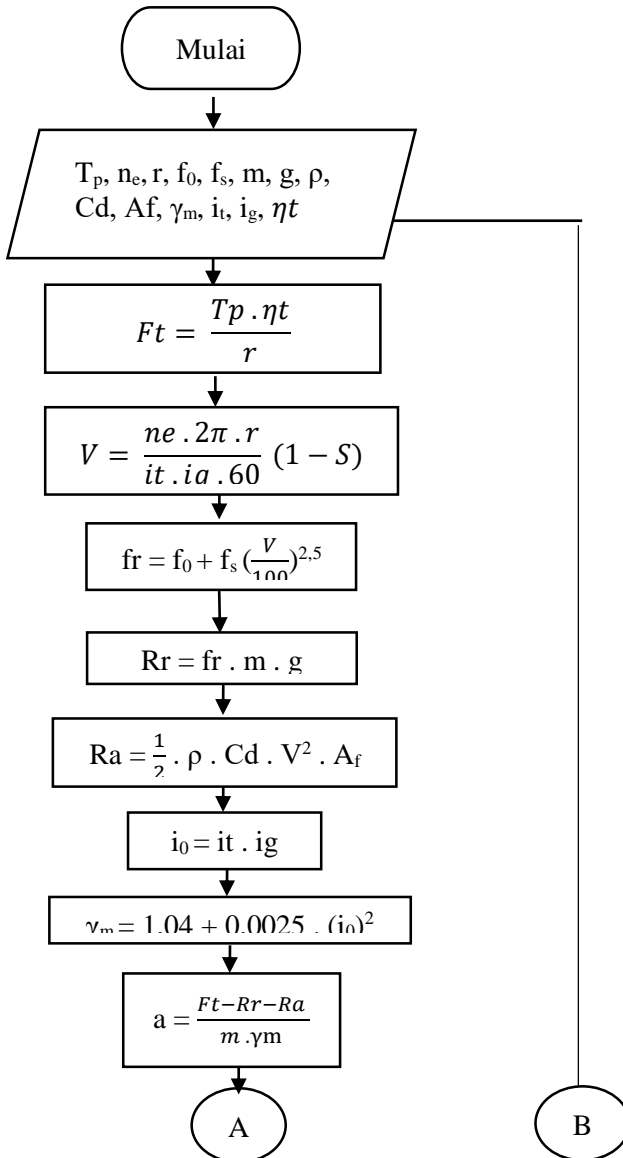 Mulai
Tₚ, nₑ, r, f₀, fₛ, m, g, ρ,
Cd, Af, γₘ, iₜ, i_g, ηt
Ft = Tp . ηt / r
V = ne . 2π . r / it . ia . 60 (1 − S)
fr = f₀ + fₛ (V/100)²,⁵
Rr = fr . m . g
Ra = 1/2 . ρ . Cd . V² . A_f
i₀ = it . ig
γₘ = 1.04 + 0.0025 . (i₀)²
a = Ft−Rr−Ra / m .γm
A
B